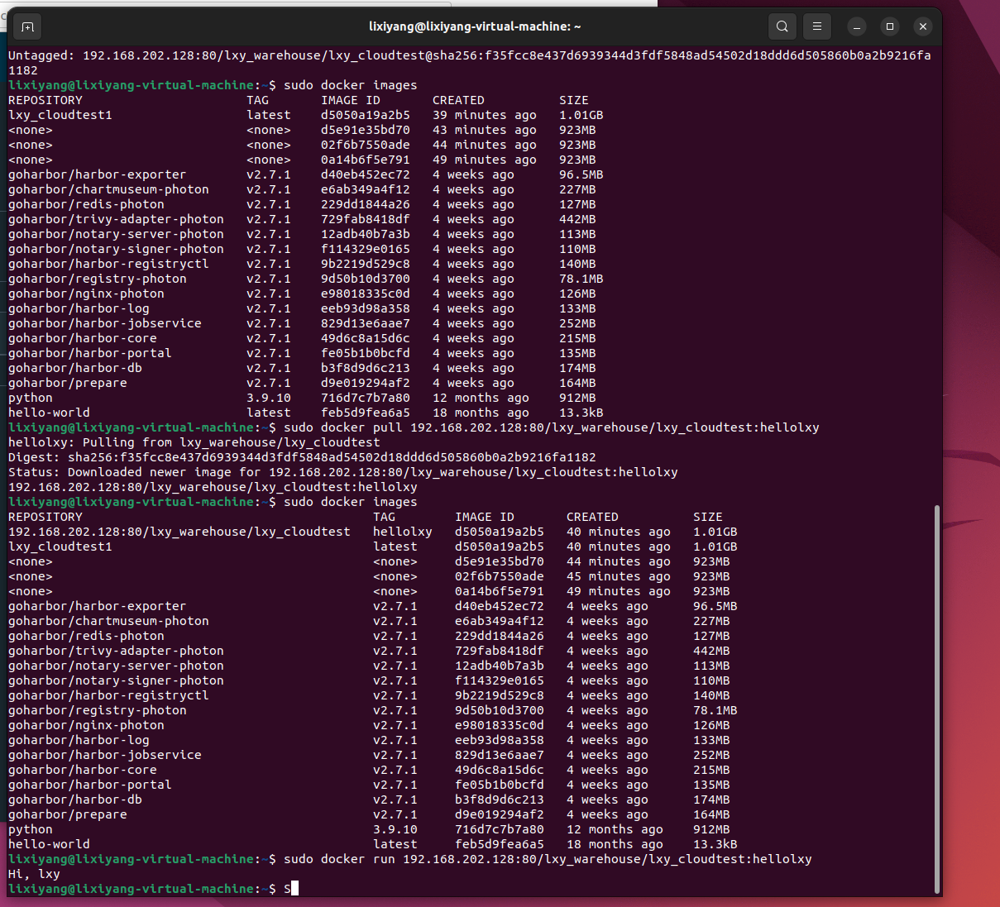 lixiyang@lixiyang-virtual-machine: ~
Untagged: 192.168.202.128:80/lxy_warehouse/lxy_cloudtest@sha256:f35fcc8e437d6939344d3fdf5848ad54502d18ddd6d505860b0a2b9216fa
1182
lixiyang@lixiyang-virtual-machine:~$ sudo docker images
REPOSITORY TAG IMAGE ID CREATED SIZE
lxy_cloudtest1 latest d5050a19a2b5 39 minutes ago 1.01GB
<none> <none> d5e91e35bd70 43 minutes ago 923MB
<none> <none> 02f6b7550ade 44 minutes ago 923MB
<none> <none> 0a14b6f5e791 49 minutes ago 923MB
goharbor/harbor-exporter v2.7.1 d40eb452ec72 4 weeks ago 96.5MB
goharbor/chartmuseum-photon v2.7.1 e6ab349a4f12 4 weeks ago 227MB
goharbor/redis-photon v2.7.1 229dd1844a26 4 weeks ago 127MB
goharbor/trivy-adapter-photon v2.7.1 729fab8418df 4 weeks ago 442MB
goharbor/notary-server-photon v2.7.1 12adb40b7a3b 4 weeks ago 113MB
goharbor/notary-signer-photon v2.7.1 f114329e0165 4 weeks ago 110MB
goharbor/harbor-registryctl v2.7.1 9b2219d529c8 4 weeks ago 140MB
goharbor/registry-photon v2.7.1 9d50b10d3700 4 weeks ago 78.1MB
goharbor/nginx-photon v2.7.1 e98018335c0d 4 weeks ago 126MB
goharbor/harbor-log v2.7.1 eeb93d98a358 4 weeks ago 133MB
goharbor/harbor-jobservice v2.7.1 829d13e6aae7 4 weeks ago 252MB
goharbor/harbor-core v2.7.1 49d6c8a15d6c 4 weeks ago 215MB
goharbor/harbor-portal v2.7.1 fe05b1b0bcfd 4 weeks ago 135MB
goharbor/harbor-db v2.7.1 b3f8d9d6c213 4 weeks ago 174MB
goharbor/prepare v2.7.1 d9e019294af2 4 weeks ago 164MB
python 3.9.10 716d7c7b7a80 12 months ago 912MB
hello-world latest feb5d9fea6a5 18 months ago 13.3kB
lixiyang@lixiyang-virtual-machine:~$ sudo docker pull 192.168.202.128:80/lxy_warehouse/lxy_cloudtest:hellolxy
hellolxy: Pulling from lxy_warehouse/lxy_cloudtest
Digest: sha256:f35fcc8e437d6939344d3fdf5848ad54502d18ddd6d505860b0a2b9216fa1182
Status: Downloaded newer image for 192.168.202.128:80/lxy_warehouse/lxy_cloudtest:hellolxy
192.168.202.128:80/lxy_warehouse/lxy_cloudtest:hellolxy
lixiyang@lixiyang-virtual-machine:~$ sudo docker images
REPOSITORY TAG IMAGE ID CREATED SIZE
192.168.202.128:80/lxy_warehouse/lxy_cloudtest hellolxy d5050a19a2b5 40 minutes ago 1.01GB
lxy_cloudtest1 latest d5050a19a2b5 40 minutes ago 1.01GB
<none> <none> d5e91e35bd70 44 minutes ago 923MB
<none> <none> 02f6b7550ade 45 minutes ago 923MB
<none> <none> 0a14b6f5e791 49 minutes ago 923MB
goharbor/harbor-exporter v2.7.1 d40eb452ec72 4 weeks ago 96.5MB
goharbor/chartmuseum-photon v2.7.1 e6ab349a4f12 4 weeks ago 227MB
goharbor/redis-photon v2.7.1 229dd1844a26 4 weeks ago 127MB
goharbor/trivy-adapter-photon v2.7.1 729fab8418df 4 weeks ago 442MB
goharbor/notary-server-photon v2.7.1 12adb40b7a3b 4 weeks ago 113MB
goharbor/notary-signer-photon v2.7.1 f114329e0165 4 weeks ago 110MB
goharbor/harbor-registryctl v2.7.1 9b2219d529c8 4 weeks ago 140MB
goharbor/registry-photon v2.7.1 9d50b10d3700 4 weeks ago 78.1MB
goharbor/nginx-photon v2.7.1 e98018335c0d 4 weeks ago 126MB
goharbor/harbor-log v2.7.1 eeb93d98a358 4 weeks ago 133MB
goharbor/harbor-jobservice v2.7.1 829d13e6aae7 4 weeks ago 252MB
goharbor/harbor-core v2.7.1 49d6c8a15d6c 4 weeks ago 215MB
goharbor/harbor-portal v2.7.1 fe05b1b0bcfd 4 weeks ago 135MB
goharbor/harbor-db v2.7.1 b3f8d9d6c213 4 weeks ago 174MB
goharbor/prepare v2.7.1 d9e019294af2 4 weeks ago 164MB
python 3.9.10 716d7c7b7a80 12 months ago 912MB
hello-world latest feb5d9fea6a5 18 months ago 13.3kB
lixiyang@lixiyang-virtual-machine:~$ sudo docker run 192.168.202.128:80/lxy_warehouse/lxy_cloudtest:hellolxy
Hi, lxy
lixiyang@lixiyang-virtual-machine:~$ S